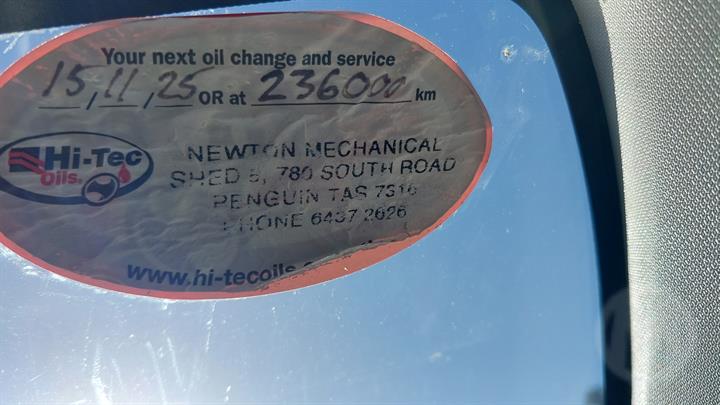 Your next oil change and service
15, 11, 25 OR at 236000 km
Hi-Tec
Oils
NEWTON MECHANICAL
SHED 5, 780 SOUTH ROAD
PENGUIN TAS 7316
PHONE 6437 2626
www.hi-tecoils